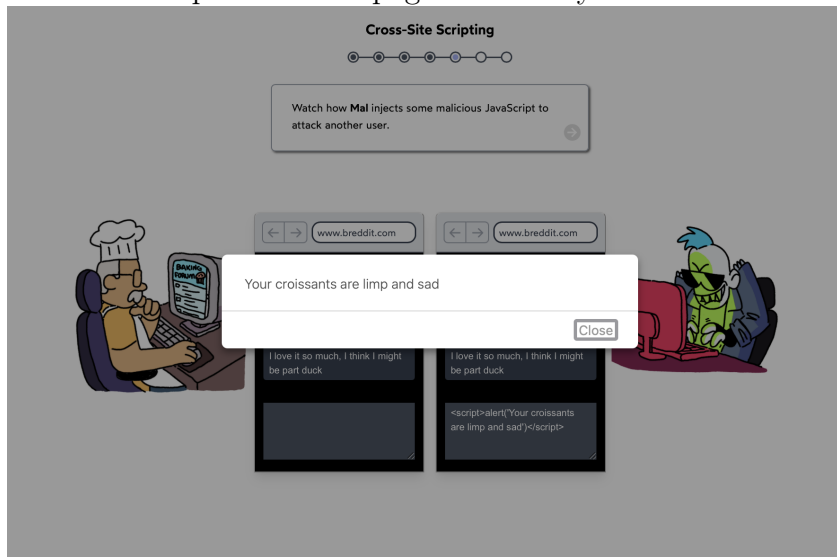 Cross-Site Scripting
Watch how Mal injects some malicious JavaScript to
attack another user.
www.breddit.com
www.breddit.com
BAKING
FORUM
Your croissants are limp and sad
Close
I love it so much, I think I might
be part duck
I love it so much, I think I might
be part duck
<script>alert('Your croissants
are limp and sad')</script>